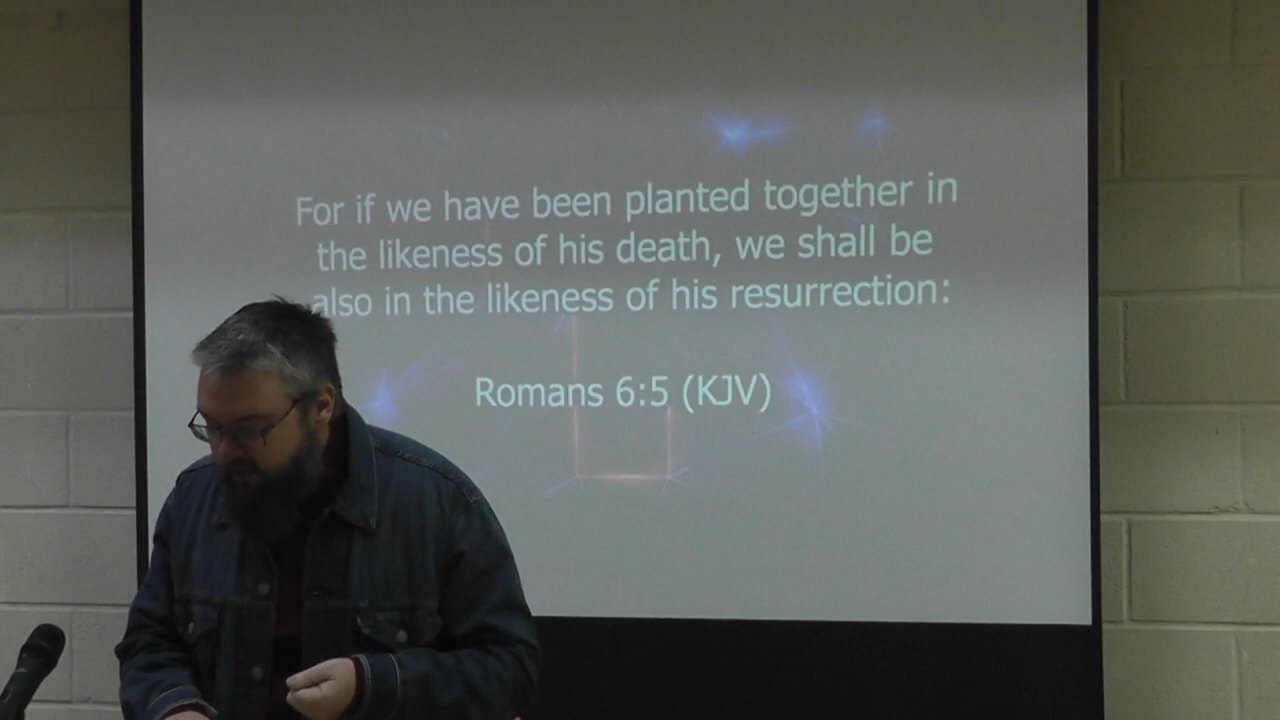 For if we have been planted together in
the likeness of his death, we shall be
also in the likeness of his resurrection:
Romans 6:5 (KJV)